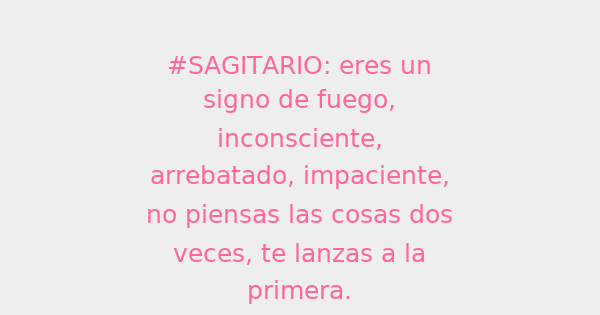 #SAGITARIO: eres un
signo de fuego,
inconsciente,
arrebatado, impaciente,
no piensas las cosas dos
veces, te lanzas a la
primera.